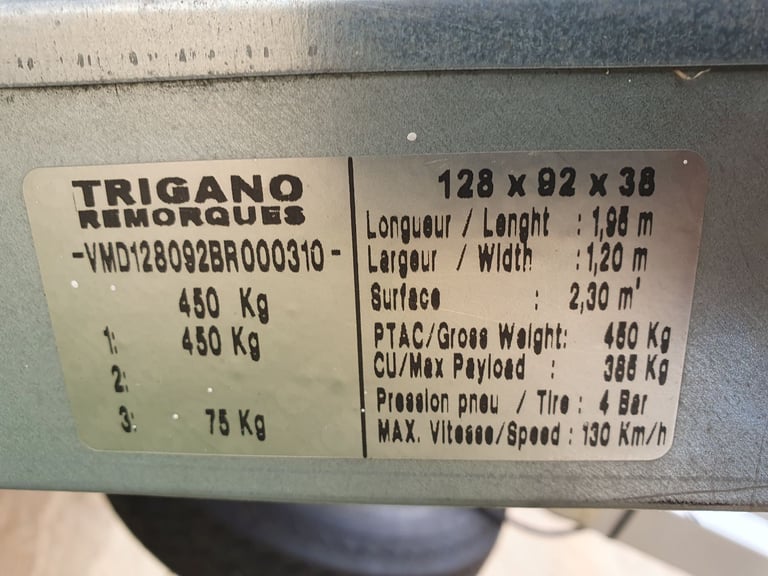 TRIGANO
REMORQUES
-VMD128092BR000310-
450 Kg
1: 450 Kg
2:
3: 75 Kg
128 x 92 x 38
Longueur / Lenght : 1,95 m
Largeur / Width : 1,20 m
Surface : 2,30 m'
PTAC/Gross Weight: 450 Kg
CU/Max Payload : 385 Kg
Pression pneu / Tire : 4 Bar
MAX. Vitesse/Speed : 130 Km/h